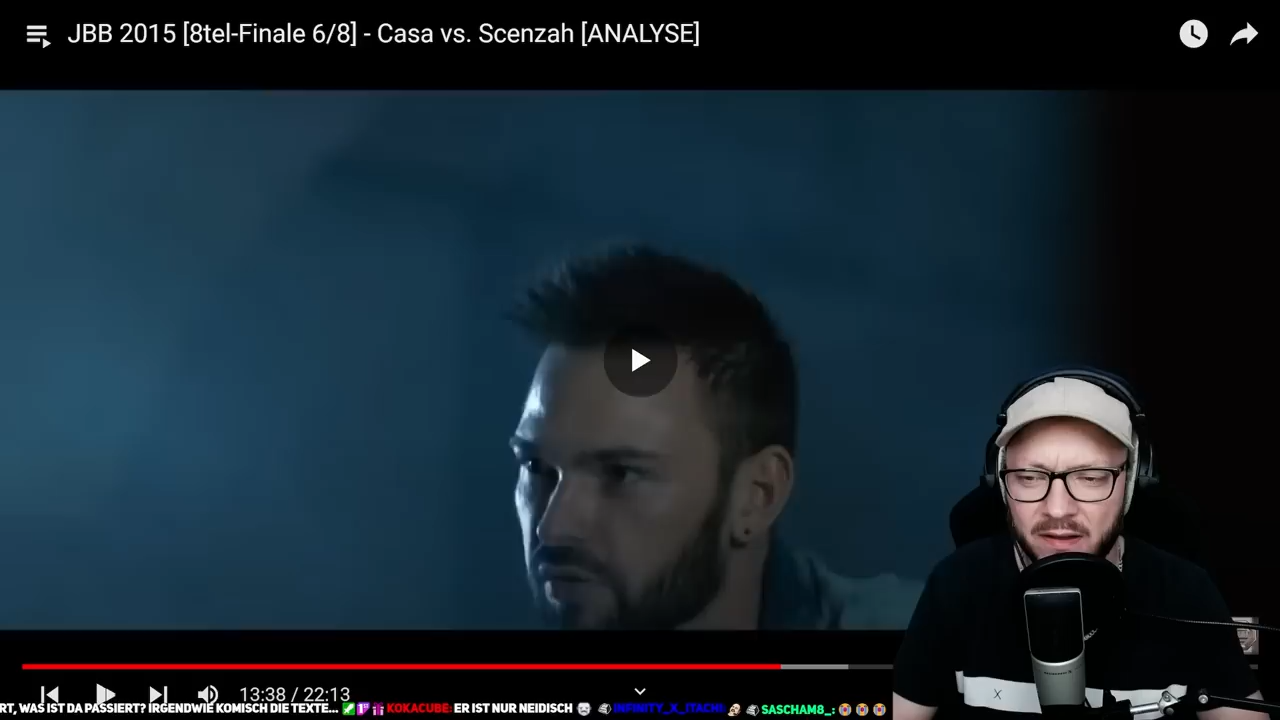 JBB 2015 [8tel-Finale 6/8] - Casa vs. Scenzah [ANALYSE]
13:38 / 22:13
RT, WAS IST DA PASSIERT? IRGENDWIE KOMISCH DIE TEXTE... KOKACUBE: ER IST NUR NEIDISCH INFINITY_X_ITACHI: SASCHAM8_: